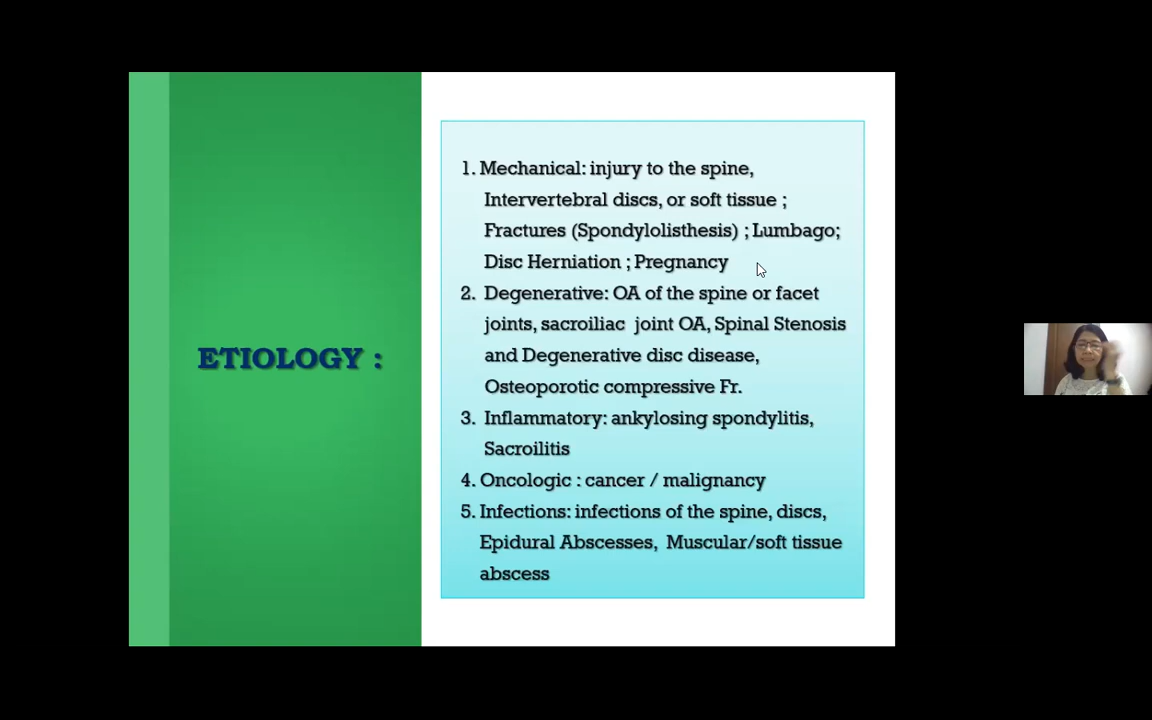 ETIOLOGY :
1. Mechanical: injury to the spine,
Intervertebral discs, or soft tissue ;
Fractures (Spondylolisthesis) ; Lumbago;
Disc Herniation ; Pregnancy
2. Degenerative: OA of the spine or facet
joints, sacroiliac joint OA, Spinal Stenosis
and Degenerative disc disease,
Osteoporotic compressive Fr.
3. Inflammatory: ankylosing spondylitis,
Sacroilitis
4. Oncologic : cancer / malignancy
5. Infections: infections of the spine, discs,
Epidural Abscesses, Muscular/soft tissue
abscess